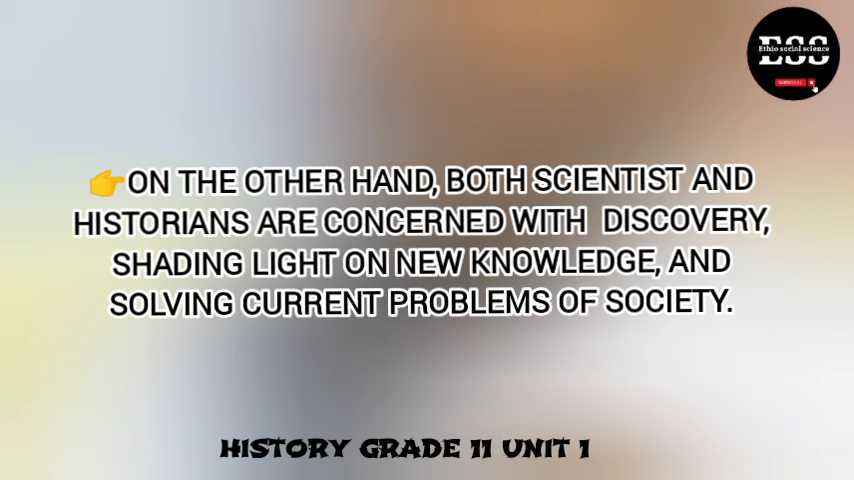 ESS
Ethio social science
👉ON THE OTHER HAND, BOTH SCIENTIST AND
HISTORIANS ARE CONCERNED WITH DISCOVERY,
SHADING LIGHT ON NEW KNOWLEDGE, AND
SOLVING CURRENT PROBLEMS OF SOCIETY.
HISTORY GRADE 11 UNIT 1